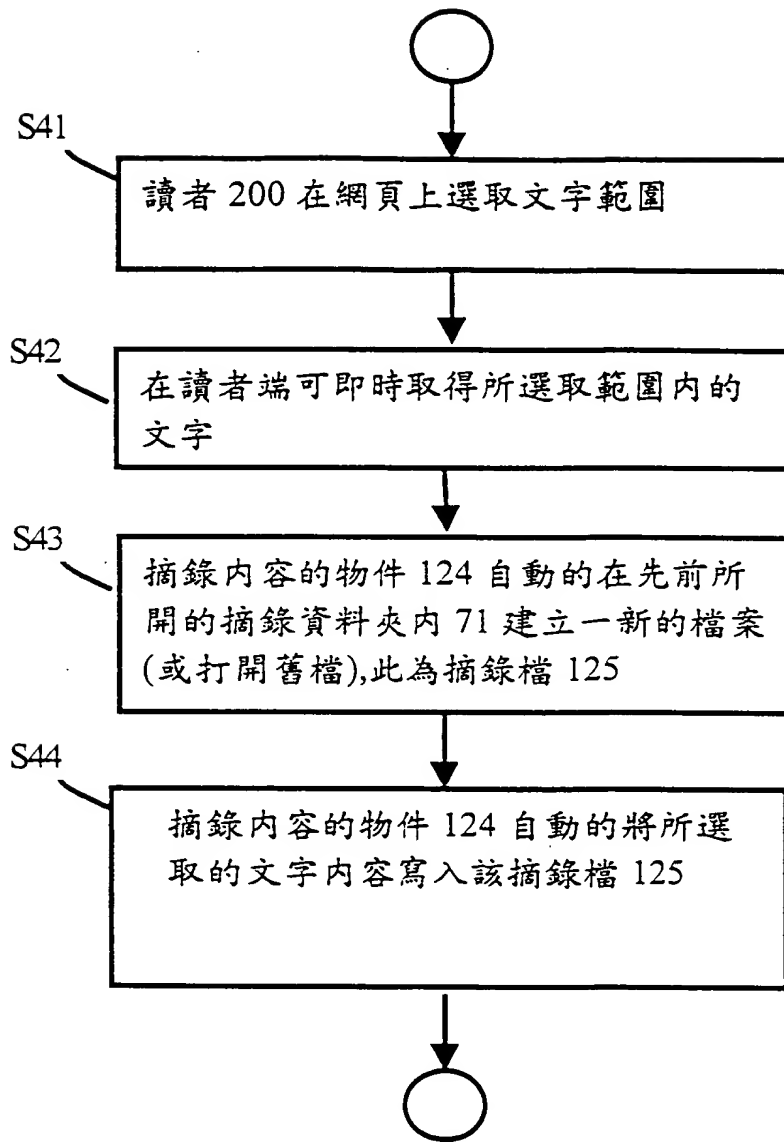 S41
讀者 200 在網頁上選取文字範圍
S42
在讀者端可即時取得所選取範圍內的
文字
S43
摘錄內容的物件 124 自動的在先前所
開的摘錄資料夾內 71 建立一新的檔案
(或打開舊檔),此為摘錄檔 125
S44
摘錄內容的物件 124 自動的將所選
取的文字內容寫入該摘錄檔 125